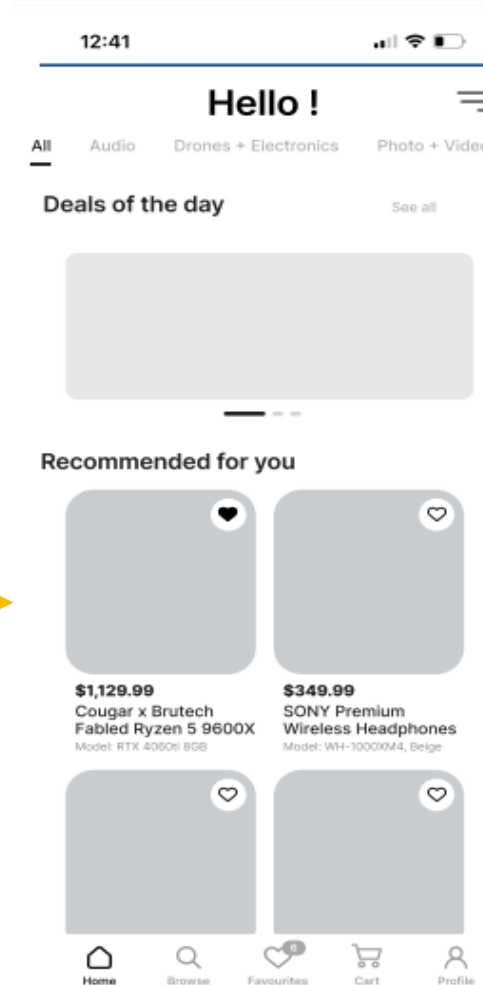 12:41
Hello !
All Audio Drones + Electronics Photo + Video
Deals of the day See all
Recommended for you
$1,129.99 $349.99
Cougar x Brutech SONY Premium
Fabled Ryzen 5 9600X Wireless Headphones
Model: RTX 4060ti 8GB Model: WH-1000XM4, Beige
6
Home Browse Favourites Cart Profile